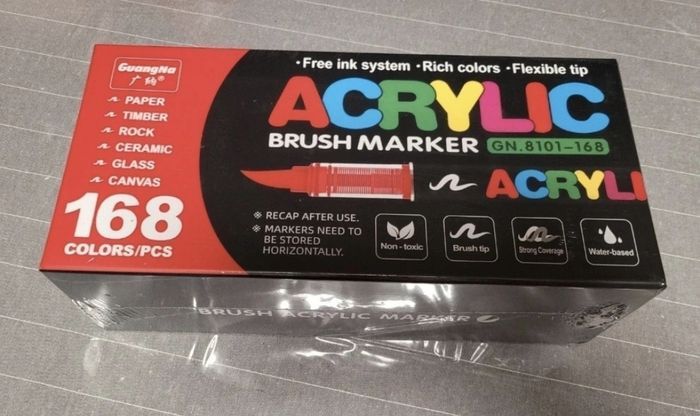 GuangNa
广纳®
PAPER
TIMBER
ROCK
CERAMIC
GLASS
CANVAS
168
COLORS/PCS
·Free ink system ·Rich colors ·Flexible tip
ACRYLIC
BRUSH MARKER GN.8101-168
ACRYLI
※ RECAP AFTER USE.
※ MARKERS NEED TO
BE STORED
HORIZONTALLY.
Non-toxic
Brush tip
Strong Coverage
Water-based
BRUSH ACRYLIC MARKER